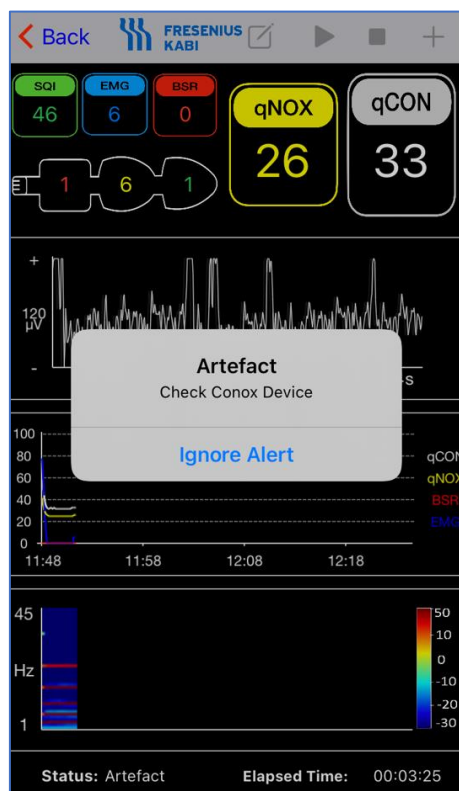 Back
FRESENIUS
KABI
SQI
46
EMG
6
BSR
0
qNOX
26
qCON
33
1
6
1
+
120
µV
-
s
Artefact
Check Conox Device
Ignore Alert
100
80
60
40
20
0
qCON
qNOX
BSR
EMG
11:48
11:58
12:08
12:18
45
Hz
1
50
10
0
-10
-20
-30
Status: Artefact
Elapsed Time: 00:03:25